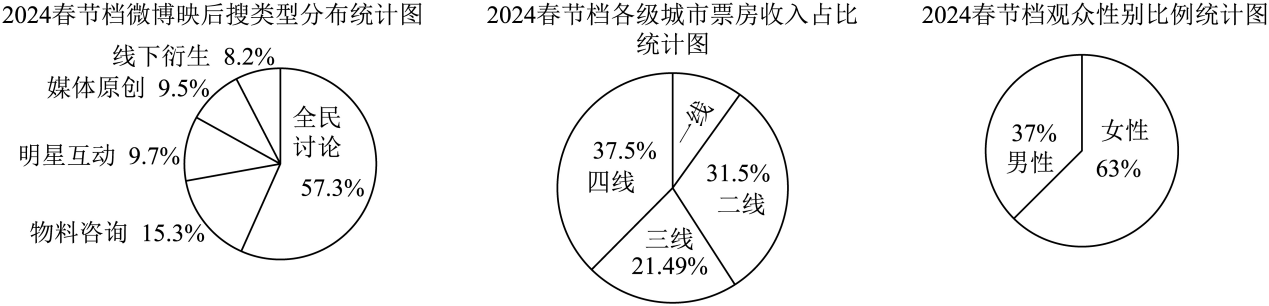 2024春节档微博映后搜类型分布统计图
线下衍生 8.2%
媒体原创 9.5%
明星互动 9.7%
物料咨询 15.3%
全民
讨论
57.3%
2024春节档各级城市票房收入占比
统计图
一线
37.5%
四线
31.5%
二线
三线
21.49%
2024春节档观众性别比例统计图
37%
男性
女性
63%